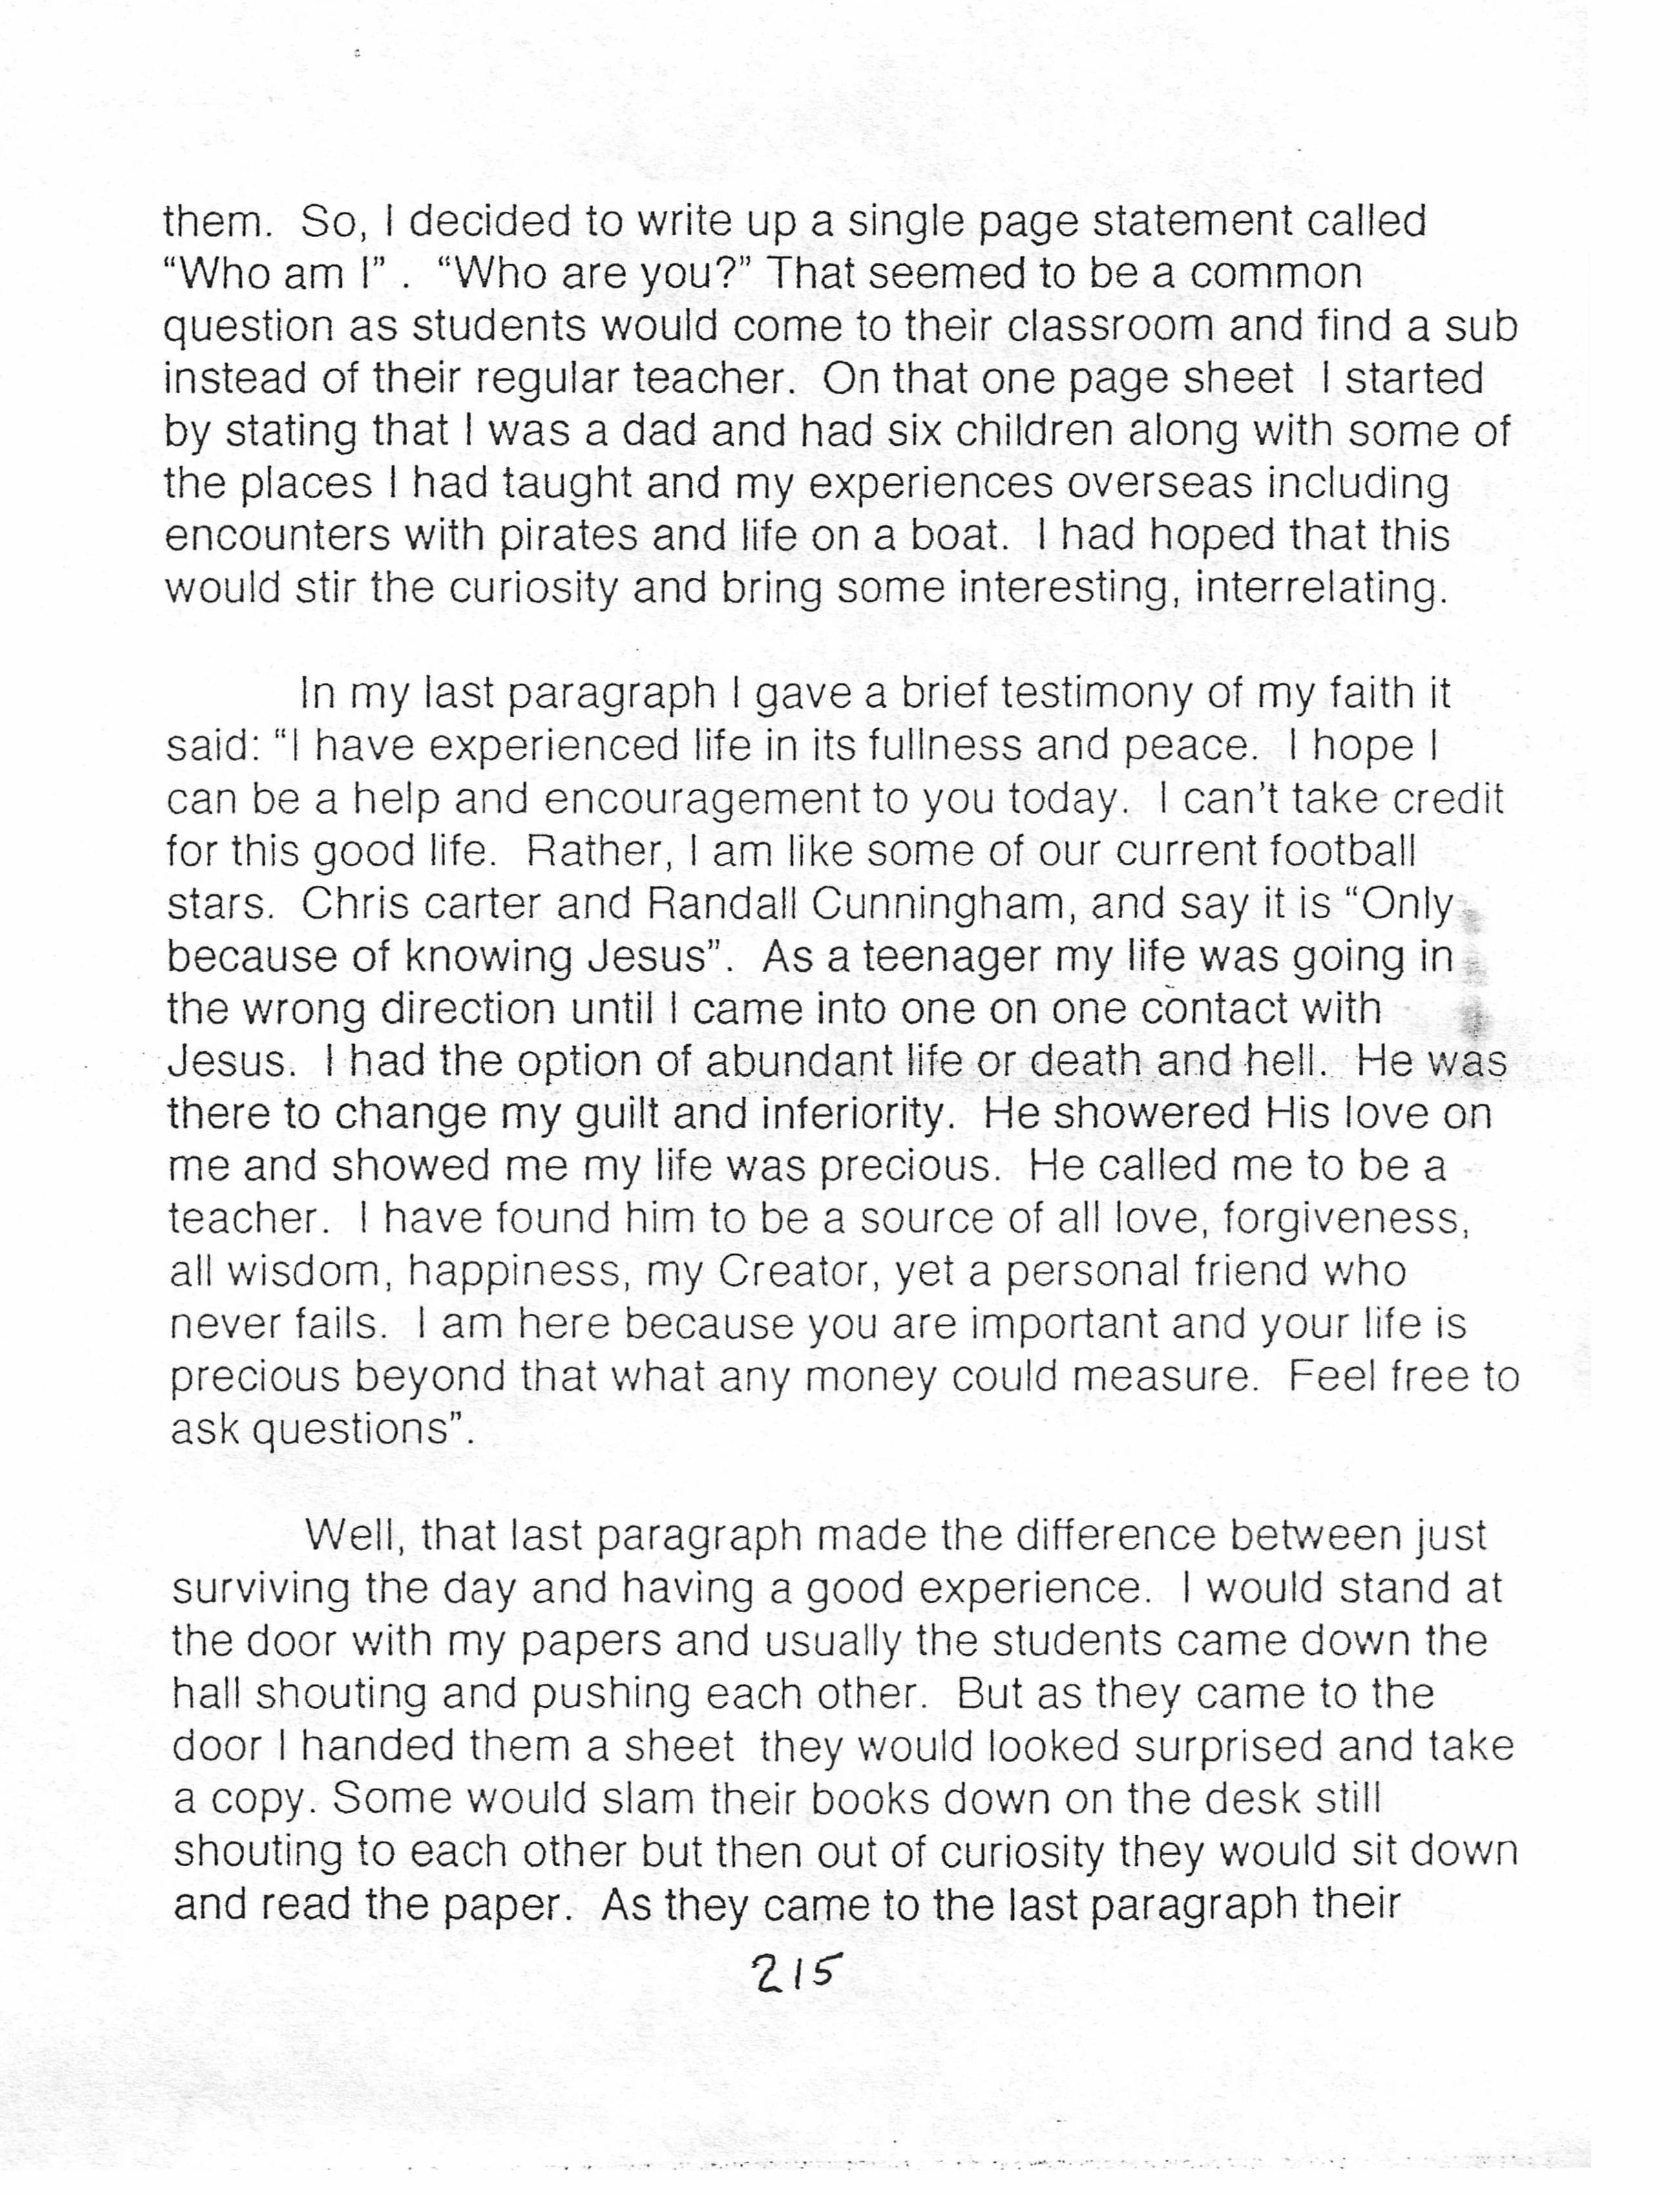 them.  So, I decided to write up a single page statement called
“Who am I” .  “Who are you?” That seemed to be a common
question as students would come to their classroom and find a sub
instead of their regular teacher.  On that one page sheet  I started
by stating that I was a dad and had six children along with some of
the places I had taught and my experiences overseas including
encounters with pirates and life on a boat.  I had hoped that this
would stir the curiosity and bring some interesting, interrelating.
In my last paragraph I gave a brief testimony of my faith it
said: “I have experienced life in its fullness and peace.  I hope I
can be a help and encouragement to you today.  I can’t take credit
for this good life.  Rather, I am like some of our current football
stars.  Chris carter and Randall Cunningham, and say it is “Only
because of knowing Jesus”.  As a teenager my life was going in
the wrong direction until I came into one on one contact with
Jesus.  I had the option of abundant life or death and hell.  He was
there to change my guilt and inferiority.  He showered His love on
me and showed me my life was precious.  He called me to be a
teacher.  I have found him to be a source of all love, forgiveness,
all wisdom, happiness, my Creator, yet a personal friend who
never fails.  I am here because you are important and your life is
precious beyond that what any money could measure.  Feel free to
ask questions”.
Well, that last paragraph made the difference between just
surviving the day and having a good experience.  I would stand at
the door with my papers and usually the students came down the
hall shouting and pushing each other.  But as they came to the
door I handed them a sheet  they would looked surprised and take
a copy. Some would slam their books down on the desk still
shouting to each other but then out of curiosity they would sit down
and read the paper.  As they came to the last paragraph their
215